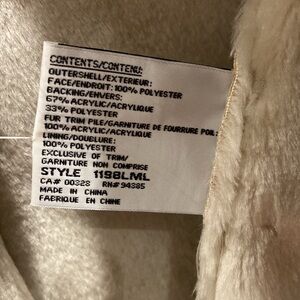 CONTENTS/CONTENU:
OUTERSHELL/EXTERIEUR:
FACE/ENDROIT: 100% POLYESTER
BACKING/ENVERS:
67% ACRYLIC/ACRYLIQUE
33% POLYESTER
FUR TRIM PILE/GARNITURE DE FOURRURE POIL:
100% ACRYLIC/ACRYLIQUE
LINING/DOUBLURE:
100% POLYESTER
EXCLUSIVE OF TRIM/
GARNITURE NON COMPRISE
STYLE 1198LML
CA# 00328 RN# 94385
MADE IN CHINA
FABRIQUE EN CHINE